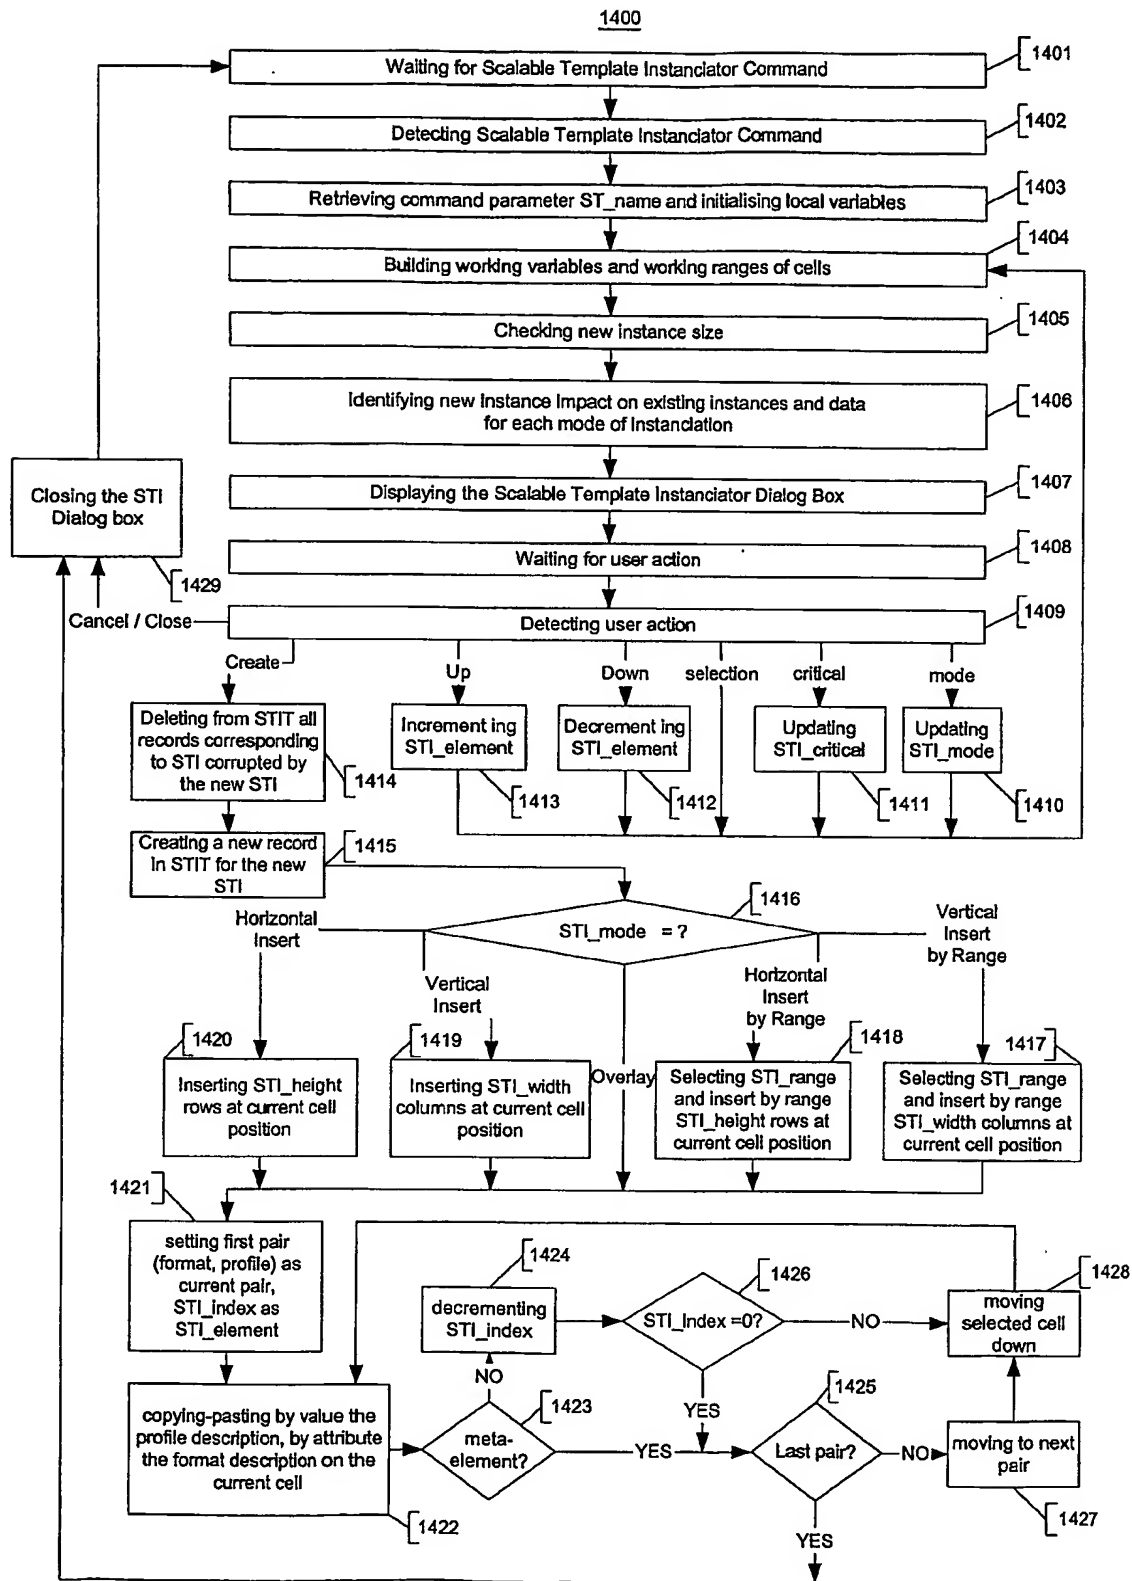 1400
Waiting for Scalable Template Instanciator Command
1401
Detecting Scalable Template Instanciator Command
1402
Retrieving command parameter ST_name and initialising local variables
1403
1404
Building working variables and working ranges of cells
Checking new instance size
1405
Identifying new Instance Impact on existing instances and data
for each mode of Instanciation
1406
Closing the STI
Dialog box
Displaying the Scalable Template Instanciator Dialog Box
1407
Waiting for user action
1408
1429
Cancel / Close
Detecting user action
1409
Create
Up
Down
selection
critical
mode
Deleting from STIT all
records corresponding
to STI corrupted by
the new STI
Increment ing
STI_element
Decrement ing
STI_element
Updating
STI_critical
Updating
STI_mode
1414
1413
1412
1411
1410
Creating a new record
in STIT for the new
STI
1415
1416
STI_mode = ?
Horizontal
Insert
Vertical
Insert
Horizontal
Insert
by Range
Vertical
Insert
by Range
1420
1419
1418
1417
Inserting STI_height
rows at current cell
position
Inserting STI_width
columns at current cell
position
Overlay
Selecting STI_range
and insert by range
STI_height rows at
current cell position
Selecting STI_range
and insert by range
STI_width columns at
current cell position
1421
setting first pair
(format, profile) as
current pair,
STI_index as
STI_element
1424
decrementing
STI_index
1426
STI_Index =0?
NO
1428
moving
selected cell
down
NO
YES
1425
copying-pasting by value the
profile description, by attribute
the format description on the
current cell
1423
meta-
element?
YES
Last pair?
NO
moving to next
pair
1422
1427
YES